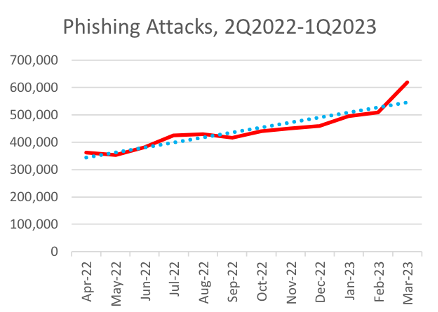 Phishing Attacks, 2Q2022-1Q2023
700,000
600,000
500,000
400,000
300,000
200,000
100,000
0
Apr-22
May-22
Jun-22
Jul-22
Aug-22
Sep-22
Oct-22
Nov-22
Dec-22
Jan-23
Feb-23
Mar-23